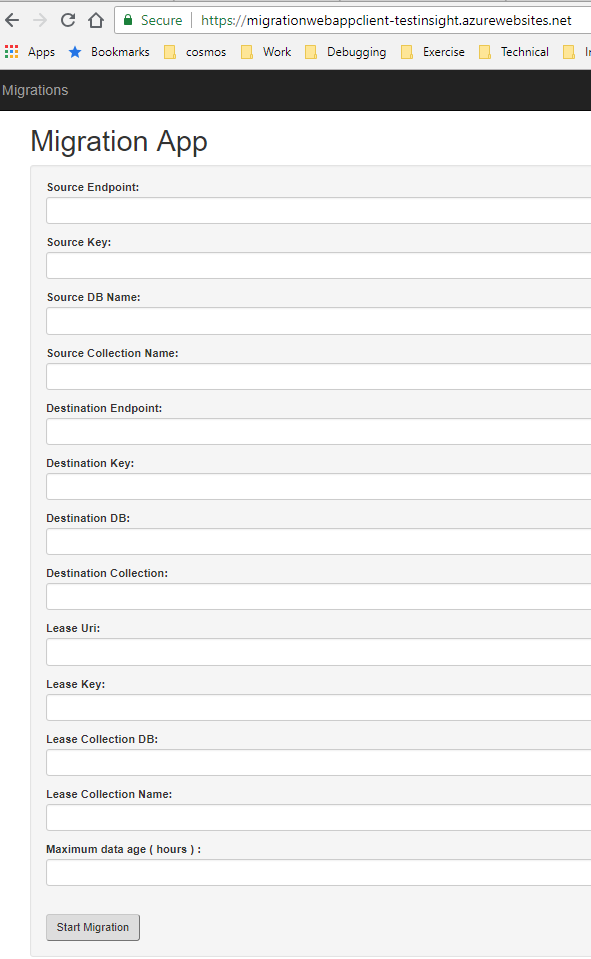 Secure https://migrationwebappclient-testinsight.azurewebsites.net
Apps Bookmarks cosmos Work Debugging Exercise Technical
Migrations
Migration App
Source Endpoint:
Source Key:
Source DB Name:
Source Collection Name:
Destination Endpoint:
Destination Key:
Destination DB:
Destination Collection:
Lease Uri:
Lease Key:
Lease Collection DB:
Lease Collection Name:
Maximum data age ( hours ) :
Start Migration